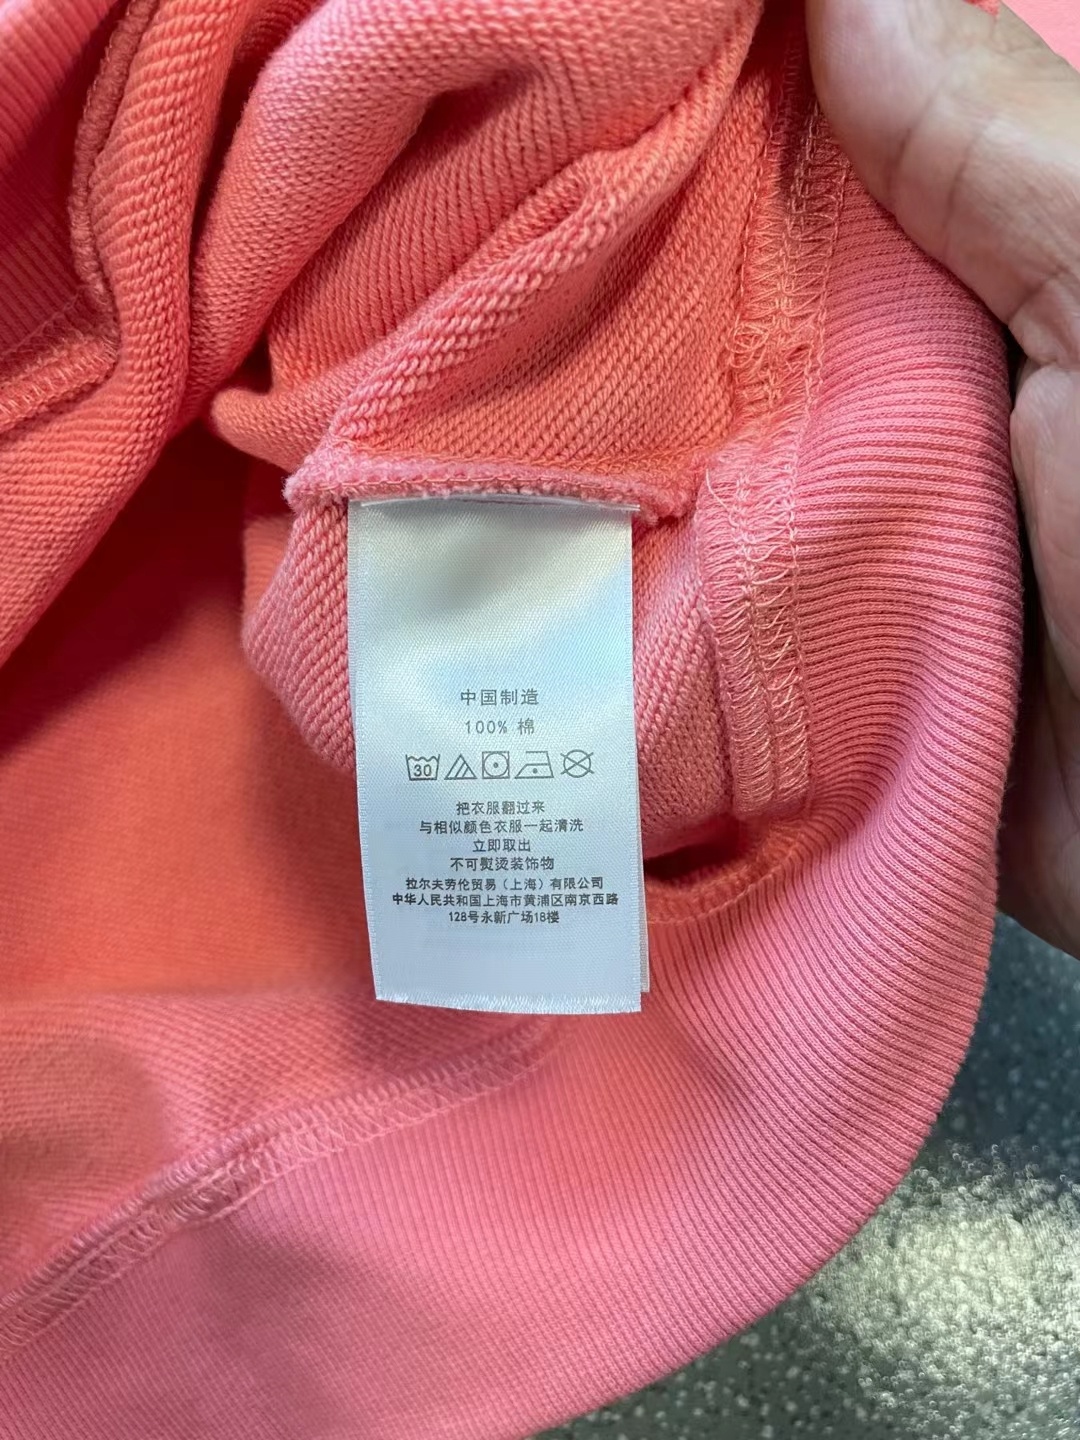 中国制造
100% 棉
30
把衣服翻过来
与相似颜色衣服一起清洗
立即取出
不可熨烫装饰物
拉尔夫劳伦贸易（上海）有限公司
中华人民共和国上海市黄浦区南京西路
128号永新广场18楼